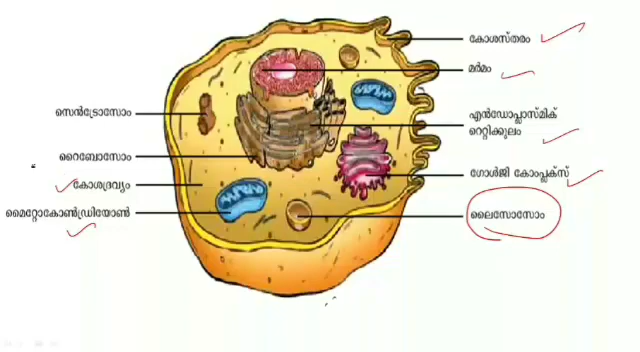 കോശസ്തരം
മർമം
സെൻട്രോസോം
എൻഡോപ്ലാസ്മിക്
റെറ്റിക്കുലം
റൈബോസോം
ഗോൾജി കോംപ്ലക്സ്
കോശദ്രവ്യം
മൈറ്റോകോൺഡ്രിയോൺ
ലൈസോസോം